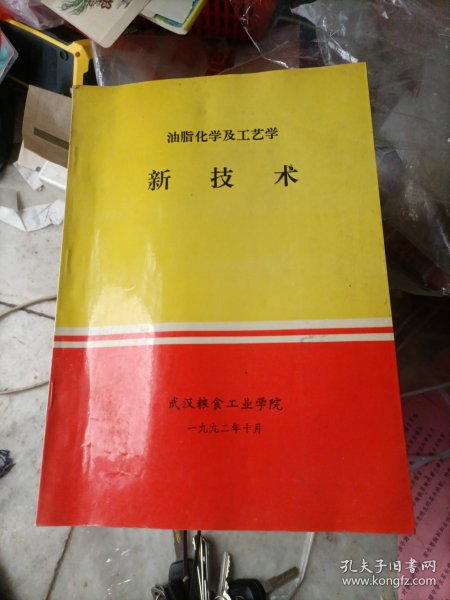 油脂化学及工艺学
新技术
武汉粮食工业学院
一九九二年十月
孔夫子旧书网
www.kongfz.com